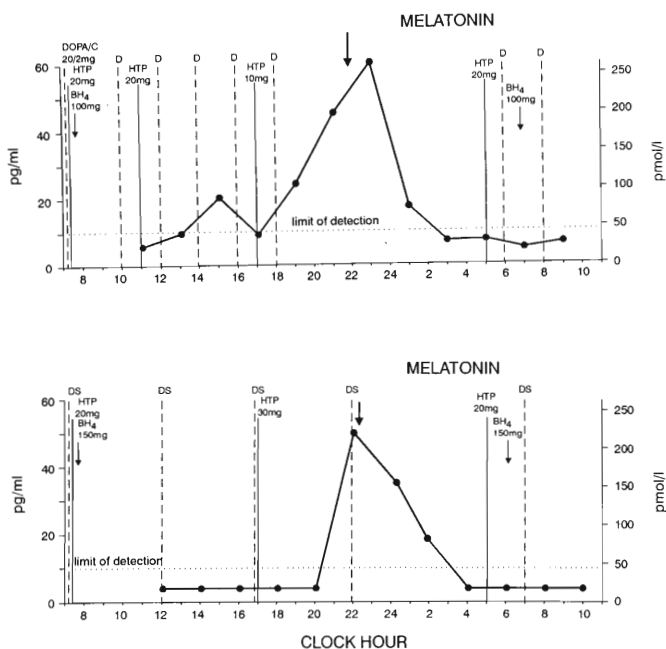 MELATONIN
DOPA/C
20/2mg
HTP
20mg
BH4
100mg
D
HTP
20mg
D
D
D
HTP
10mg
D
HTP
20mg
D
BH4
100mg
D
60
40
20
0
pg/ml
250
200
150
100
50
0
pmol/l
limit of detection
8 10 12 14 16 18 20 22 24 2 4 6 8 10
MELATONIN
DS
HTP
20mg
BH4
150mg
DS
DS
HTP
30mg
DS
HTP
20mg
BH4
150mg
DS
60
40
20
0
pg/ml
250
200
150
100
50
0
pmol/l
limit of detection
8 10 12 14 16 18 20 22 24 2 4 6 8 10
CLOCK HOUR